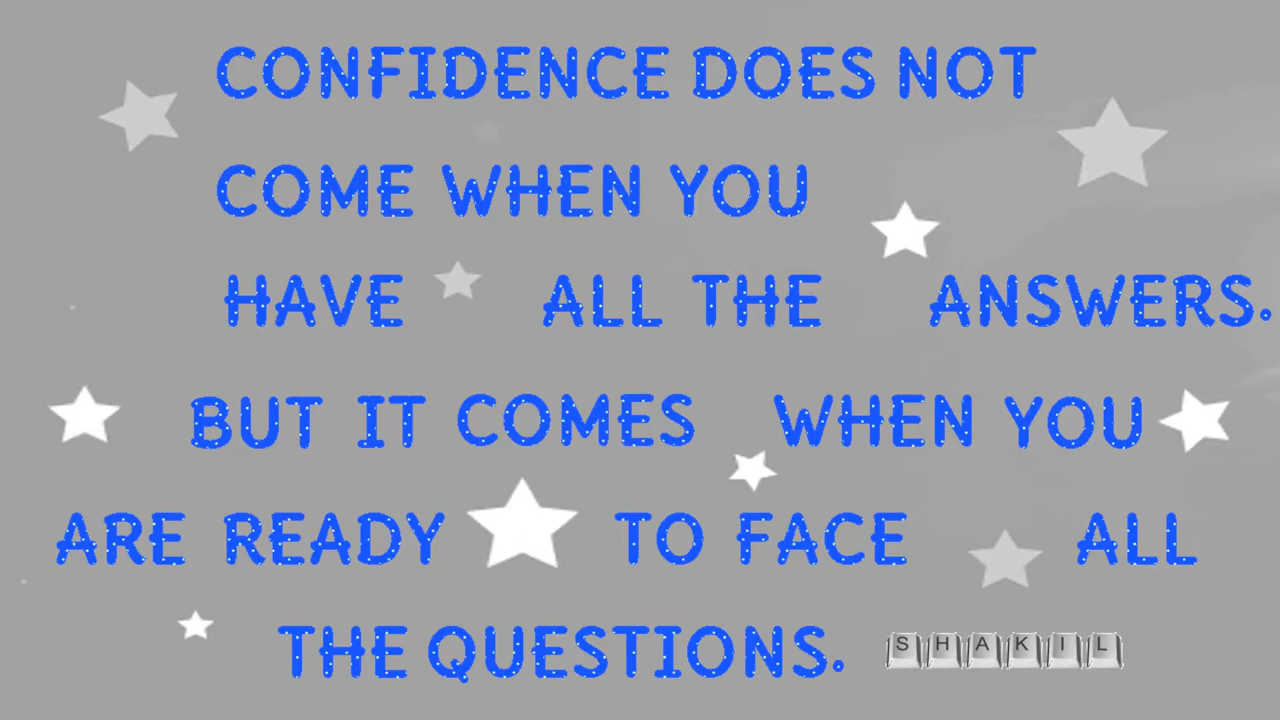 CONFIDENCE DOES NOT
COME WHEN YOU
HAVE ALL THE ANSWERS.
BUT IT COMES WHEN YOU
ARE READY TO FACE ALL
THE QUESTIONS. SHAKIL